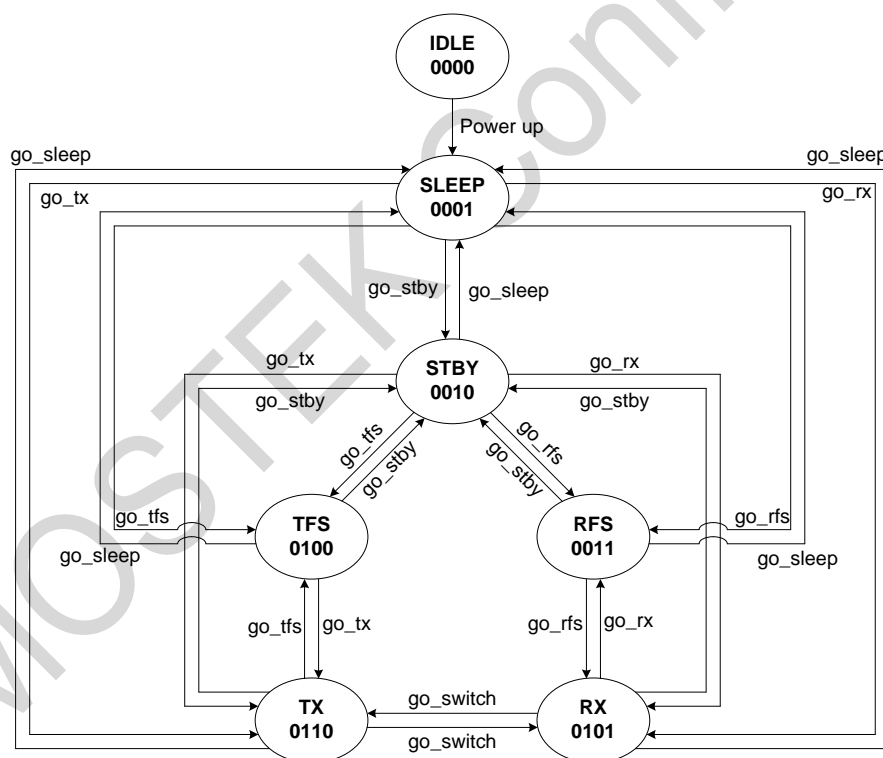 IDLE
0000
Power up
go_sleep
go_sleep
SLEEP
0001
go_tx
go_rx
go_stby
go_sleep
go_tx
STBY
0010
go_rx
go_stby
go_stby
go_tfs
go_stby
go_rfs
go_stby
go_tfs
TFS
0100
RFS
0011
go_rfs
go_sleep
go_sleep
go_tfs
go_tx
go_rfs
go_rx
TX
0110
go_switch
go_switch
RX
0101